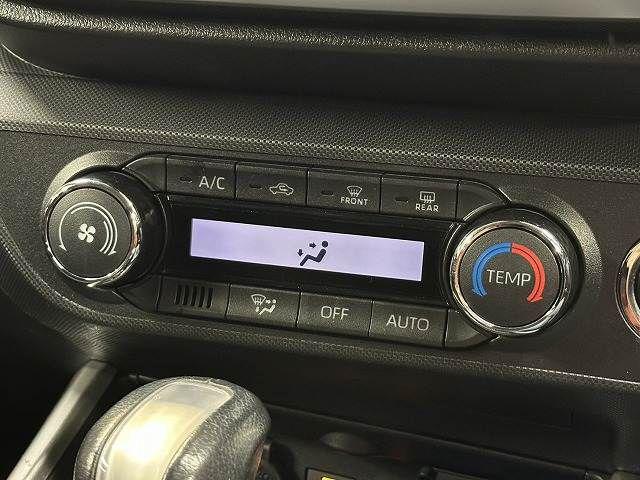 A/C
FRONT
REAR
TEMP
OFF
AUTO